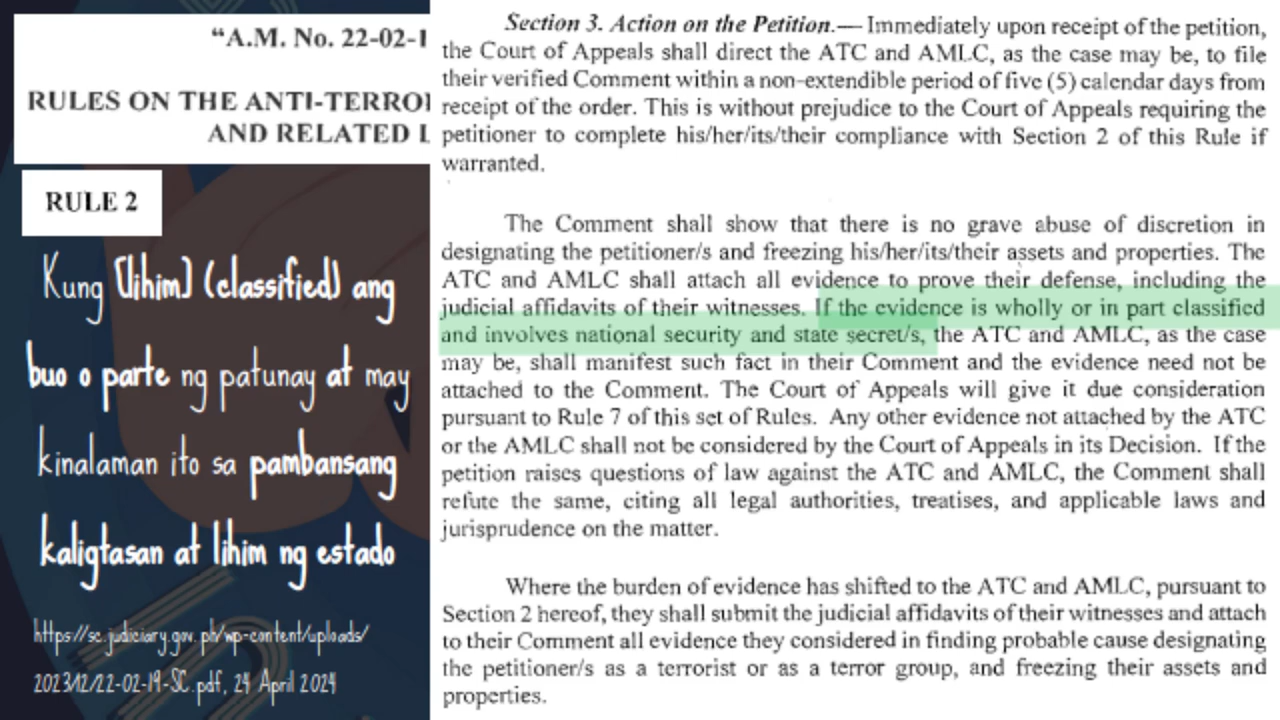 “A.M. No. 22-02-1
RULES ON THE ANTI-TERROR
AND RELATED L
RULE 2
Kung [lihim] (classified) ang
buo o parte ng patunay at may
kinalaman ito sa pambansang
kaligtasan at lihim ng estado
https://sc.judiciary.gov.ph/wp-content/uploads/
2023/12/22-02-19-SC.pdf, 24 April 2024
Section 3. Action on the Petition.— Immediately upon receipt of the petition,
the Court of Appeals shall direct the ATC and AMLC, as the case may be, to file
their verified Comment within a non-extendible period of five (5) calendar days from
receipt of the order. This is without prejudice to the Court of Appeals requiring the
petitioner to complete his/her/its/their compliance with Section 2 of this Rule if
warranted.
The Comment shall show that there is no grave abuse of discretion in
designating the petitioner/s and freezing his/her/its/their assets and properties. The
ATC and AMLC shall attach all evidence to prove their defense, including the
judicial affidavits of their witnesses. If the evidence is wholly or in part classified
and involves national security and state secret/s, the ATC and AMLC, as the case
may be, shall manifest such fact in their Comment and the evidence need not be
attached to the Comment. The Court of Appeals will give it due consideration
pursuant to Rule 7 of this set of Rules. Any other evidence not attached by the ATC
or the AMLC shall not be considered by the Court of Appeals in its Decision. If the
petition raises questions of law against the ATC and AMLC, the Comment shall
refute the same, citing all legal authorities, treatises, and applicable laws and
jurisprudence on the matter.
Where the burden of evidence has shifted to the ATC and AMLC, pursuant to
Section 2 hereof, they shall submit the judicial affidavits of their witnesses and attach
to their Comment all evidence they considered in finding probable cause designating
the petitioner/s as a terrorist or as a terror group, and freezing their assets and
properties.